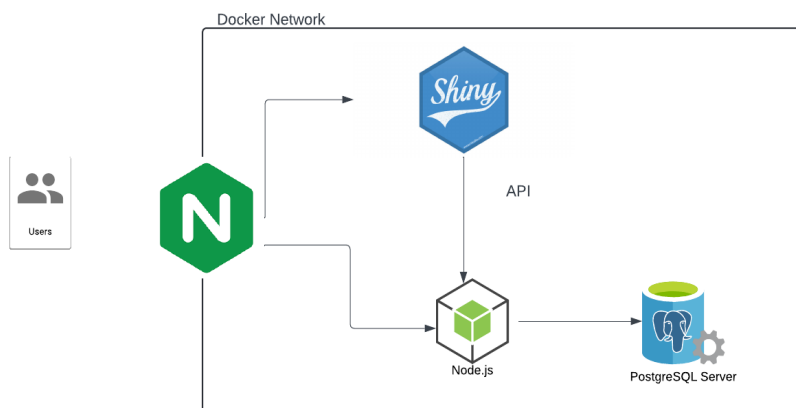 Docker Network
Shiny
API
Users
N
Node.js
PostgreSQL Server